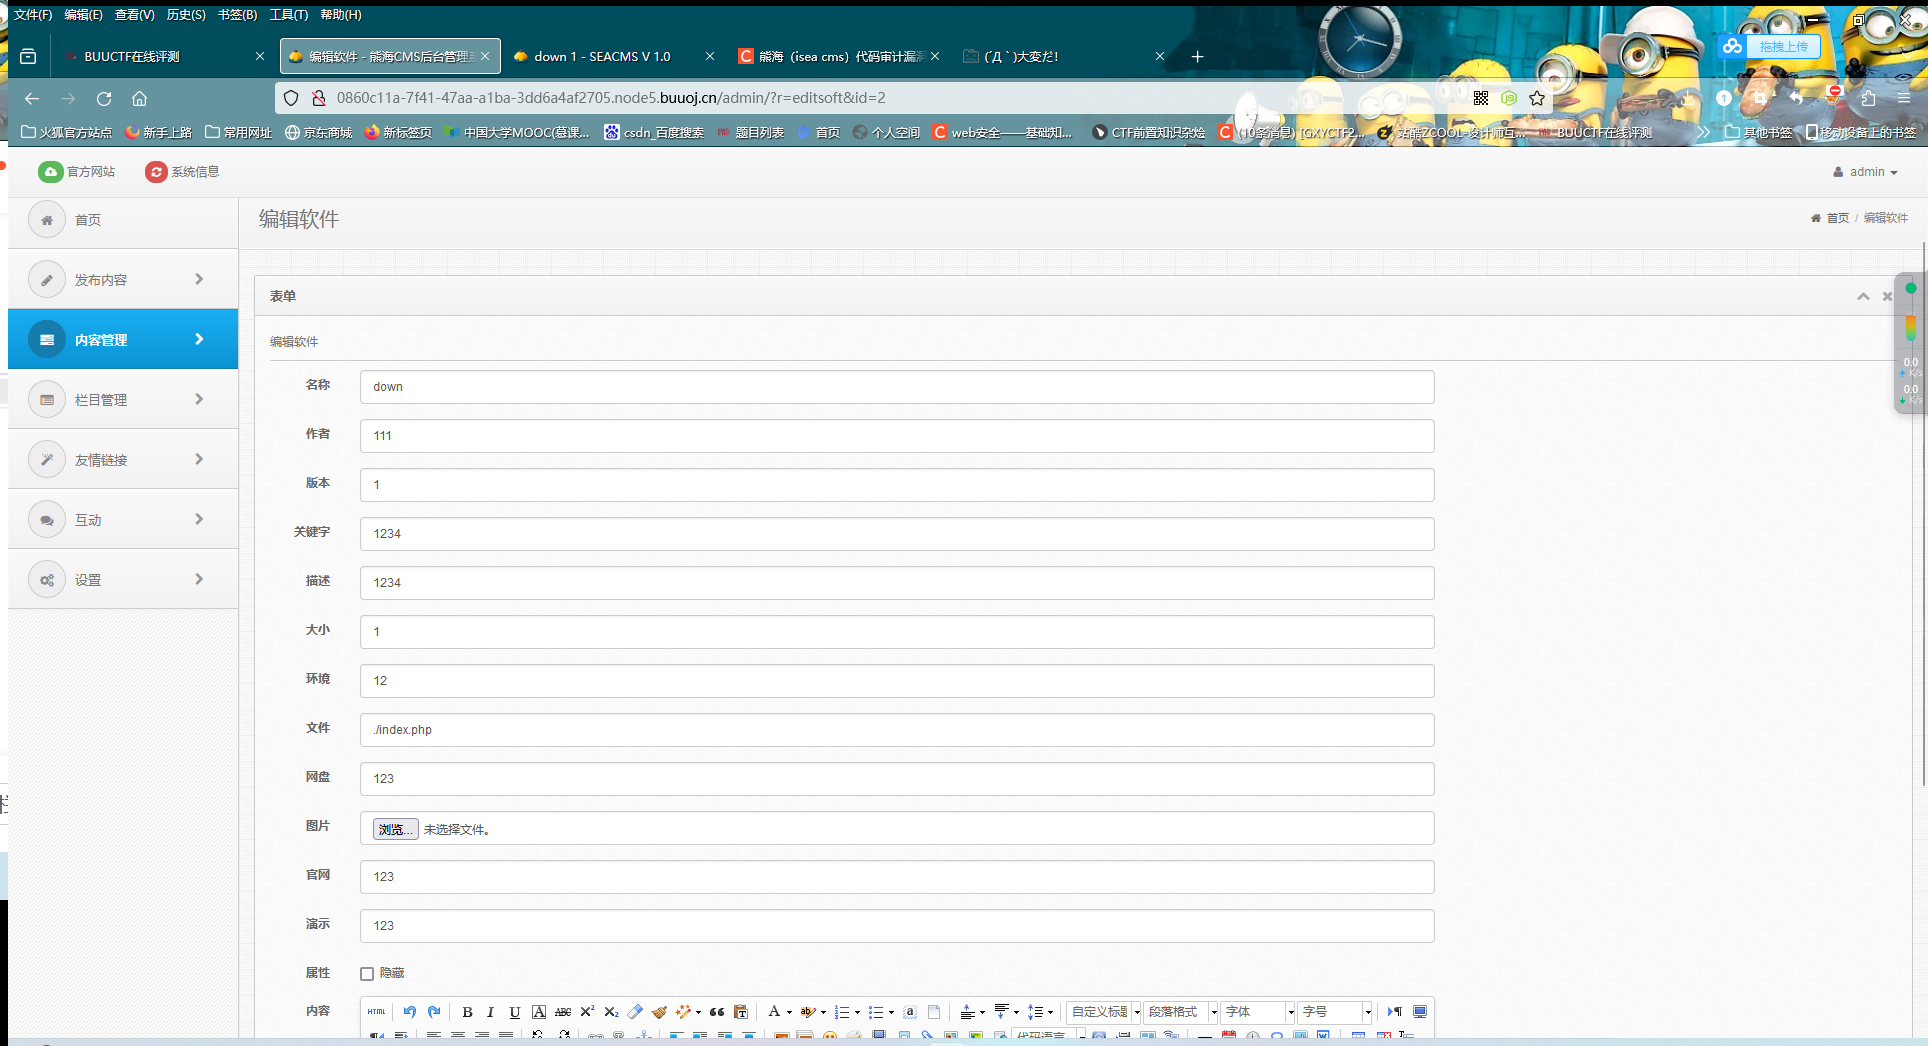 文件(F) 编辑(E) 查看(V) 历史(S) 书签(B) 工具(T) 帮助(H)
BUUCTF在线评测
编辑软件 - 熊海CMS后台管理
down 1 - SEACMS V 1.0
熊海（isea cms）代码审计漏
(´Д`)大变だ!
拖拽上传
0860c11a-7f41-47aa-a1ba-3dd6a4af2705.node5.buuoj.cn/admin/?r=editsoft&id=2
火狐官方站点 新手上路 常用网址 京东商城 新标签页 中国大学MOOC(慕课... csdn_百度搜索 题目列表 首页 个人空间 web安全——基础知... CTF前置知识杂烩 (10条消息) [GXYCTF2... 站酷ZCOOL-设计师互... BUUCTF在线评测 其他书签 移动设备上的书签
官方网站 系统信息 admin
首页
发布内容
内容管理
栏目管理
友情链接
互动
设置
编辑软件
首页 / 编辑软件
表单
编辑软件
名称 down
作者 111
版本 1
关键字 1234
描述 1234
大小 1
环境 12
文件 ./index.php
网盘 123
图片 浏览... 未选择文件。
官网 123
演示 123
属性 隐藏
内容 HTML 自定义标题 段落格式 字体 字号
代码语言
0.0
K/s
0.0
K/s